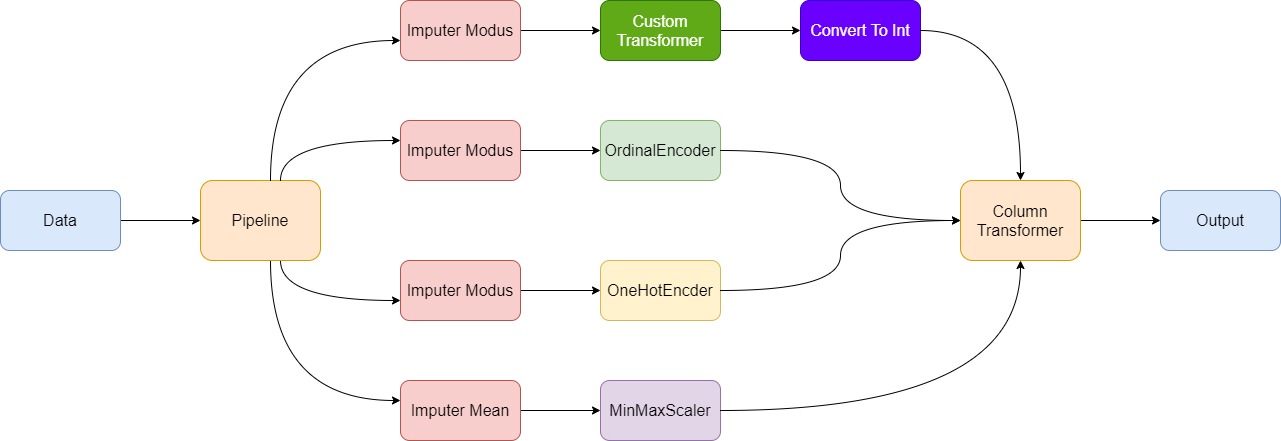 Imputer Modus
Custom
Transformer
Convert To Int
Imputer Modus
OrdinalEncoder
Data
Pipeline
Column
Transformer
Output
Imputer Modus
OneHotEncder
Imputer Mean
MinMaxScaler